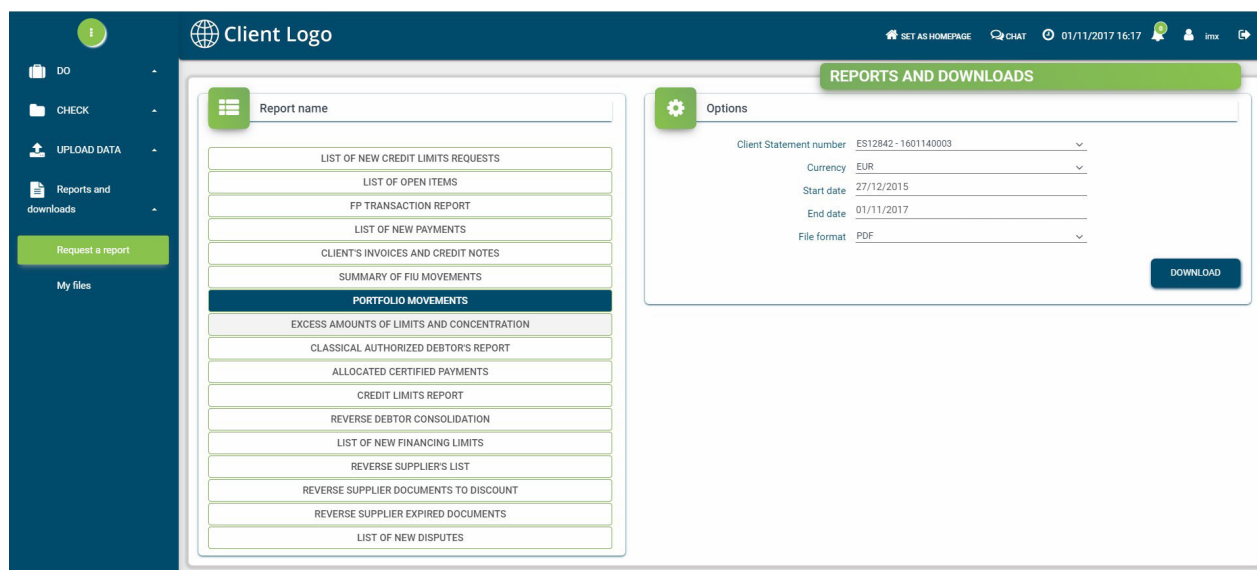 Client Logo
SET AS HOMEPAGE CHAT 01/11/2017 16:17 0 imx
DO
CHECK
UPLOAD DATA
Reports and
downloads
Request a report
My files
REPORTS AND DOWNLOADS
Report name
LIST OF NEW CREDIT LIMITS REQUESTS
LIST OF OPEN ITEMS
FP TRANSACTION REPORT
LIST OF NEW PAYMENTS
CLIENT'S INVOICES AND CREDIT NOTES
SUMMARY OF FIU MOVEMENTS
PORTFOLIO MOVEMENTS
EXCESS AMOUNTS OF LIMITS AND CONCENTRATION
CLASSICAL AUTHORIZED DEBTOR'S REPORT
ALLOCATED CERTIFIED PAYMENTS
CREDIT LIMITS REPORT
REVERSE DEBTOR CONSOLIDATION
LIST OF NEW FINANCING LIMITS
REVERSE SUPPLIER'S LIST
REVERSE SUPPLIER DOCUMENTS TO DISCOUNT
REVERSE SUPPLIER EXPIRED DOCUMENTS
LIST OF NEW DISPUTES
Options
Client Statement number ES12842 - 1601140003
Currency EUR
Start date 27/12/2015
End date 01/11/2017
File format PDF
DOWNLOAD